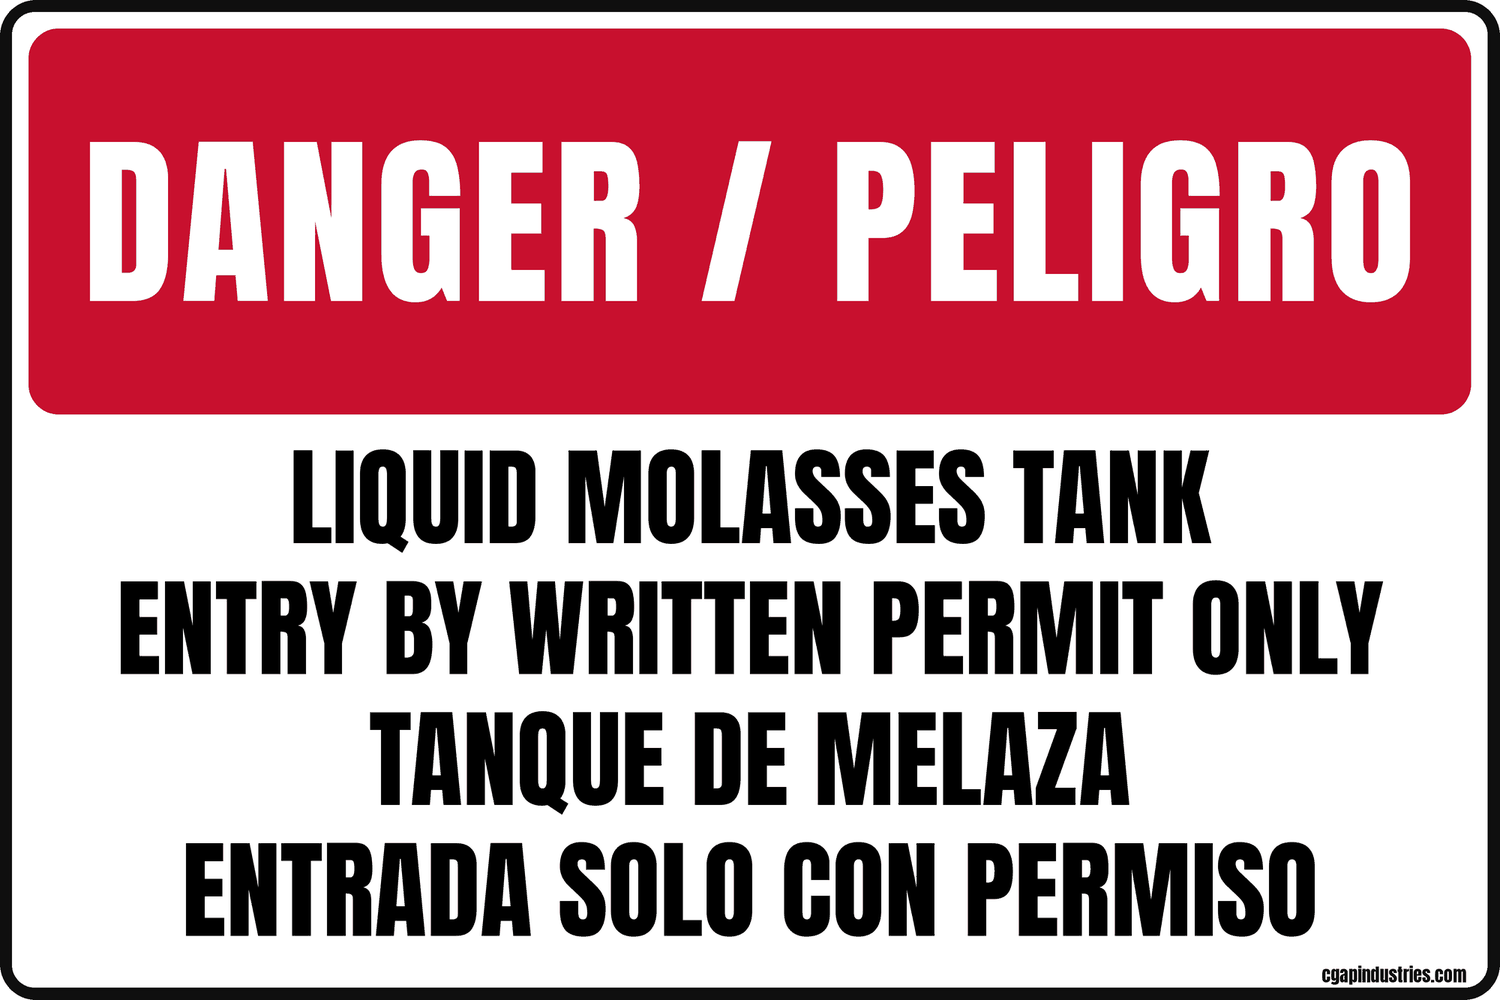 DANGER / PELIGRO
LIQUID MOLASSES TANK
ENTRY BY WRITTEN PERMIT ONLY
TANQUE DE MELAZA
ENTRADA SOLO CON PERMISO
cgapindustries.com